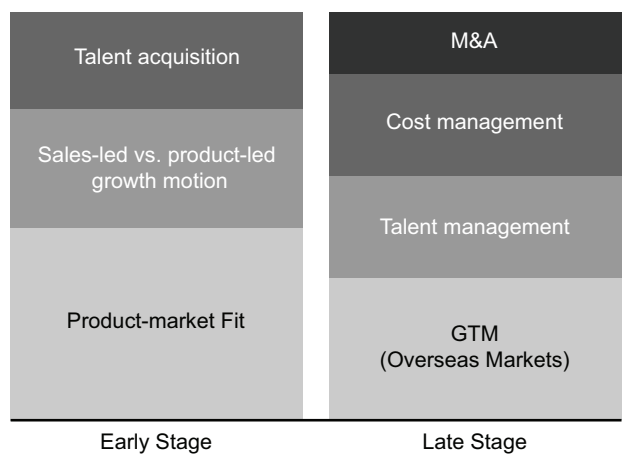 Talent acquisition
Sales-led vs. product-led
growth motion
Product-market Fit
Early Stage
M&A
Cost management
Talent management
GTM
(Overseas Markets)
Late Stage